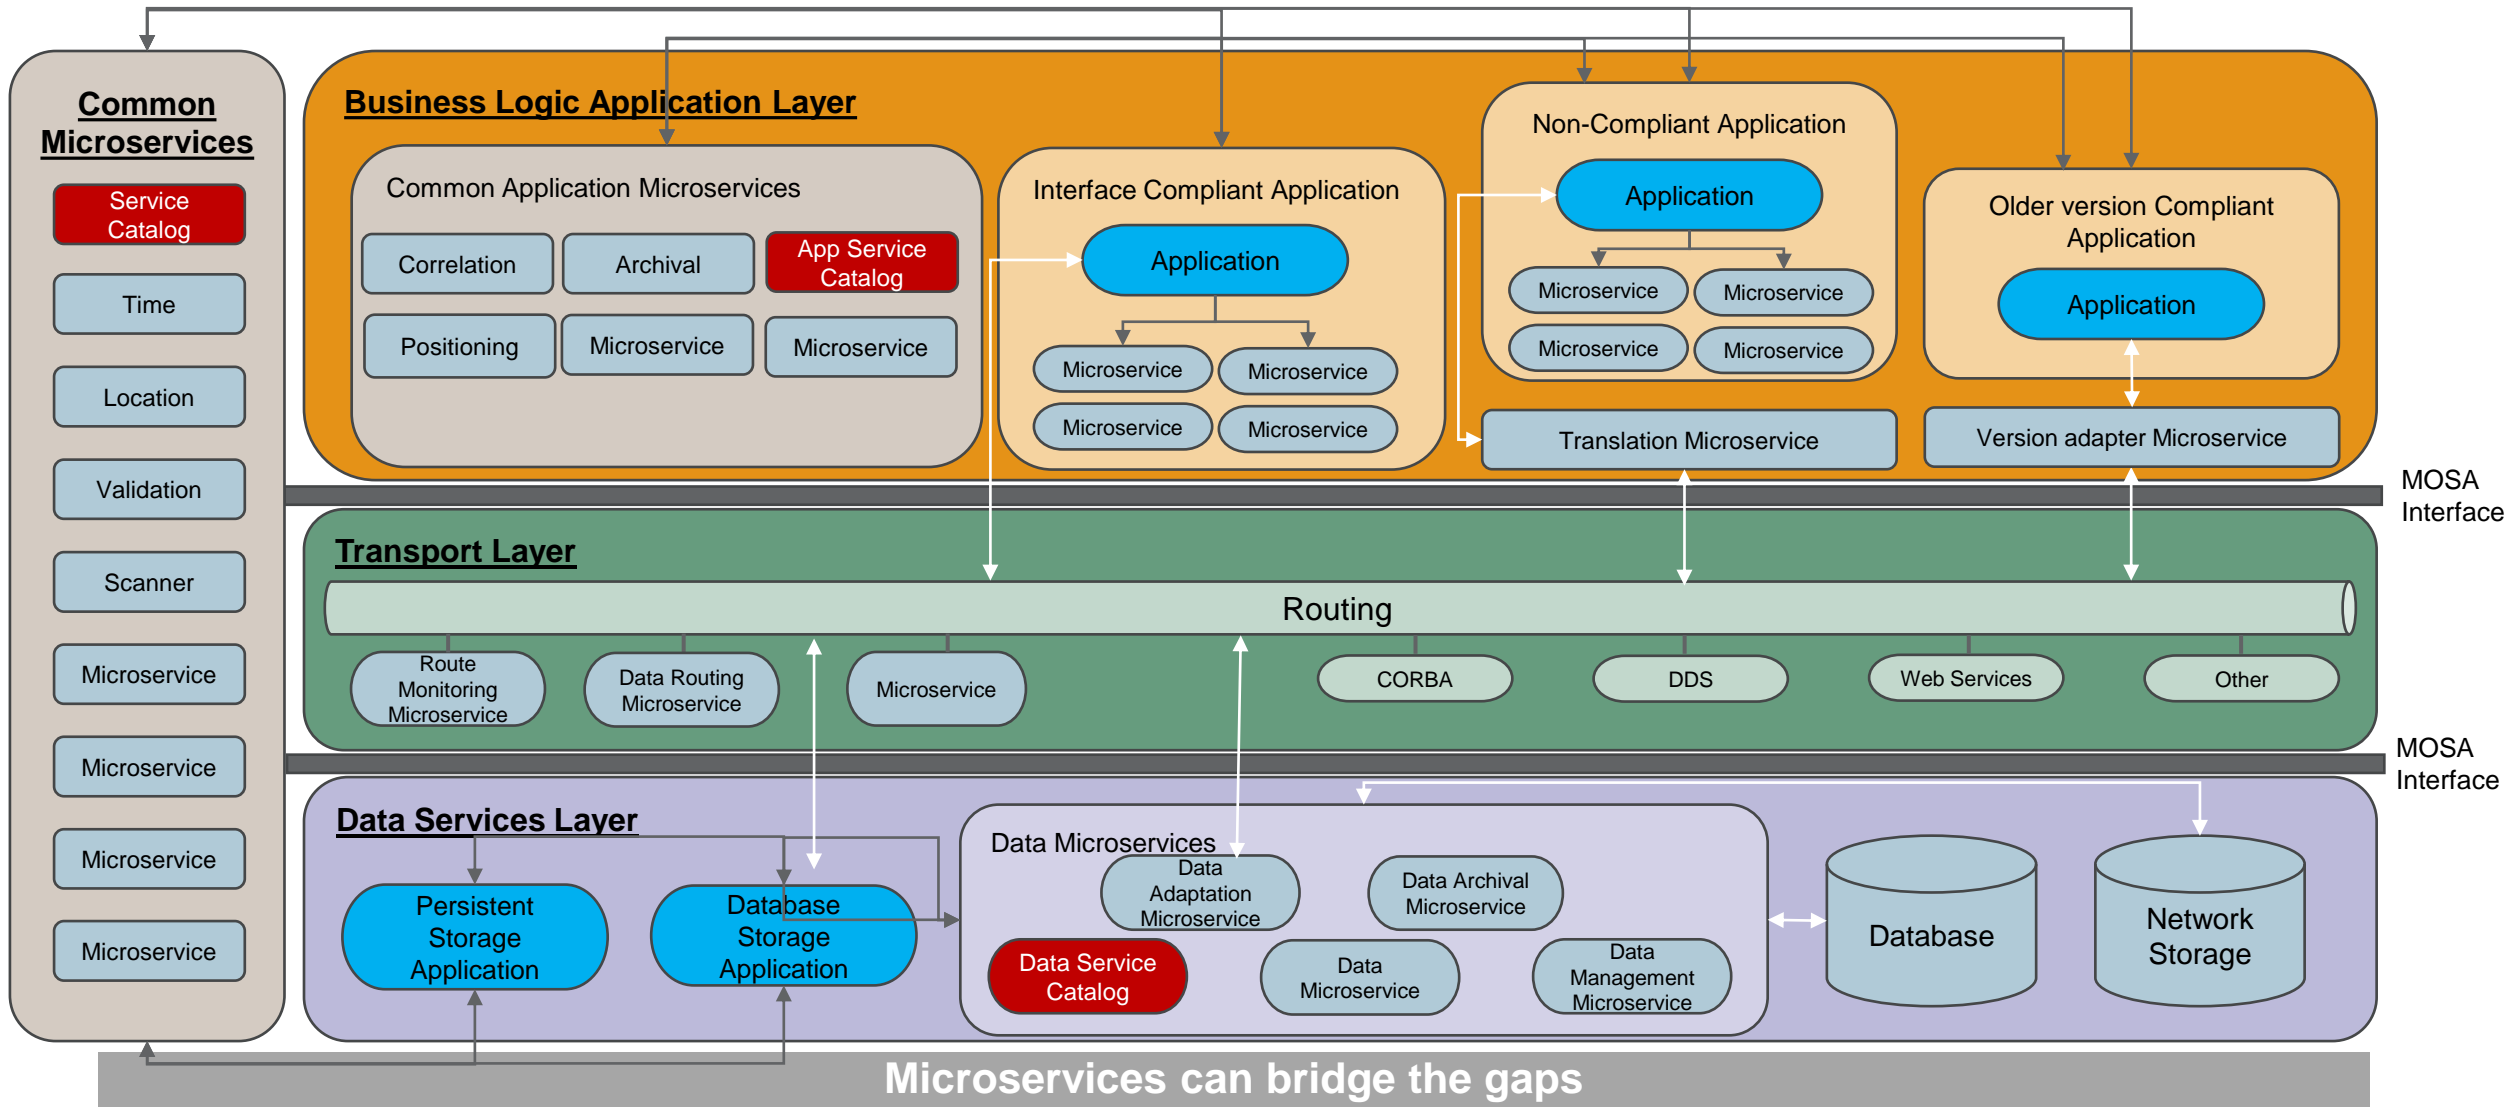 Common
Microservices
Service
Catalog
Time
Location
Validation
Scanner
Microservice
Microservice
Microservice
Microservice
Business Logic Application Layer
Common Application Microservices
Correlation
Archival
App Service
Catalog
Positioning
Microservice
Microservice
Interface Compliant Application
Application
Microservice
Microservice
Microservice
Microservice
Non-Compliant Application
Application
Microservice
Microservice
Microservice
Microservice
Translation Microservice
Older version Compliant
Application
Application
Version adapter Microservice
MOSA
Interface
Transport Layer
Routing
Route
Monitoring
Microservice
Data Routing
Microservice
Microservice
CORBA
DDS
Web Services
Other
MOSA
Interface
Data Services Layer
Persistent
Storage
Application
Database
Storage
Application
Data Microservices
Data
Adaptation
Microservice
Data Archival
Microservice
Data Service
Catalog
Data
Microservice
Data
Management
Microservice
Database
Network
Storage
Microservices can bridge the gaps